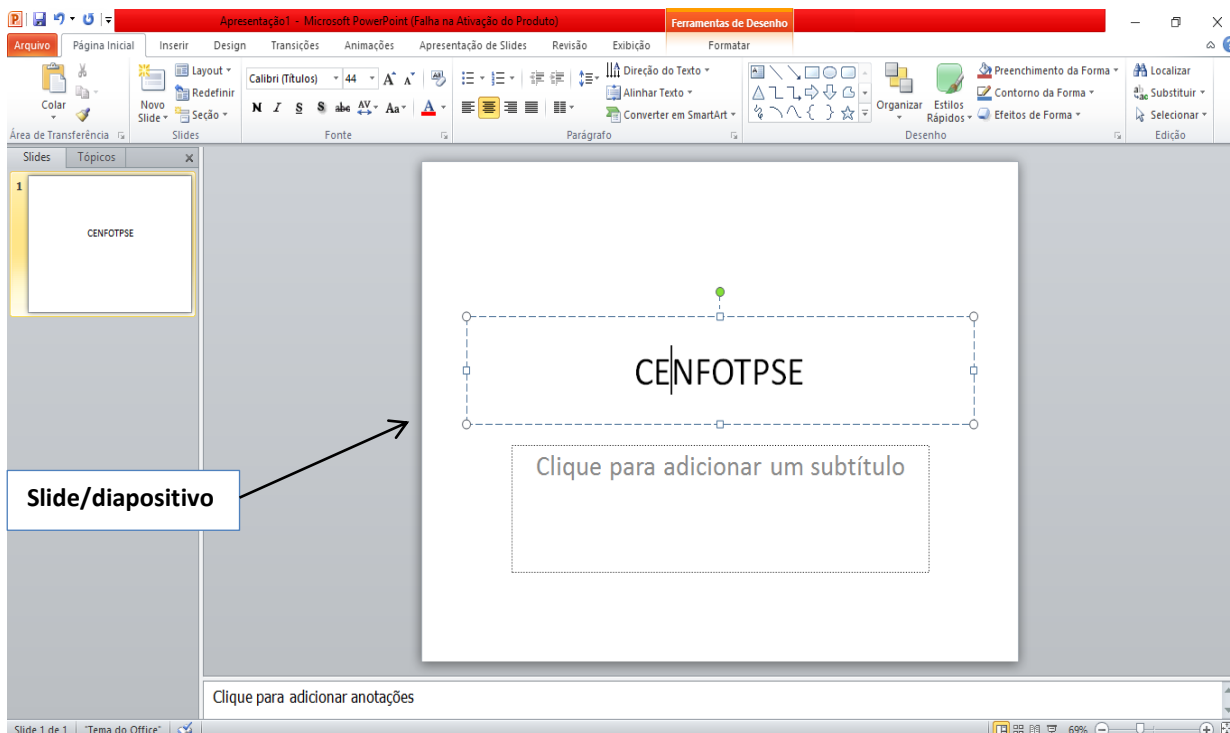 Apresentação1 - Microsoft PowerPoint (Falha na Ativação do Produto)
Ferramentas de Desenho
Arquivo Página Inicial Inserir Design Transições Animações Apresentação de Slides Revisão Exibição Formatar
Colar
Área de Transferência
Novo Slide
Layout
Redefinir
Seção
Slides
Calibri (Títulos) 44
N I S S abe AV Aa A
Fonte
Direção do Texto
Alinhar Texto
Converter em SmartArt
Parágrafo
Organizar
Estilos Rápidos
Preenchimento da Forma
Contorno da Forma
Efeitos de Forma
Desenho
Localizar
Substituir
Selecionar
Edição
Slides Tópicos
1
CENFOTPSE
CENFOTPSE
Clique para adicionar um subtítulo
Slide/diapositivo
Clique para adicionar anotações
Slide 1 de 1 "Tema do Office" 69%